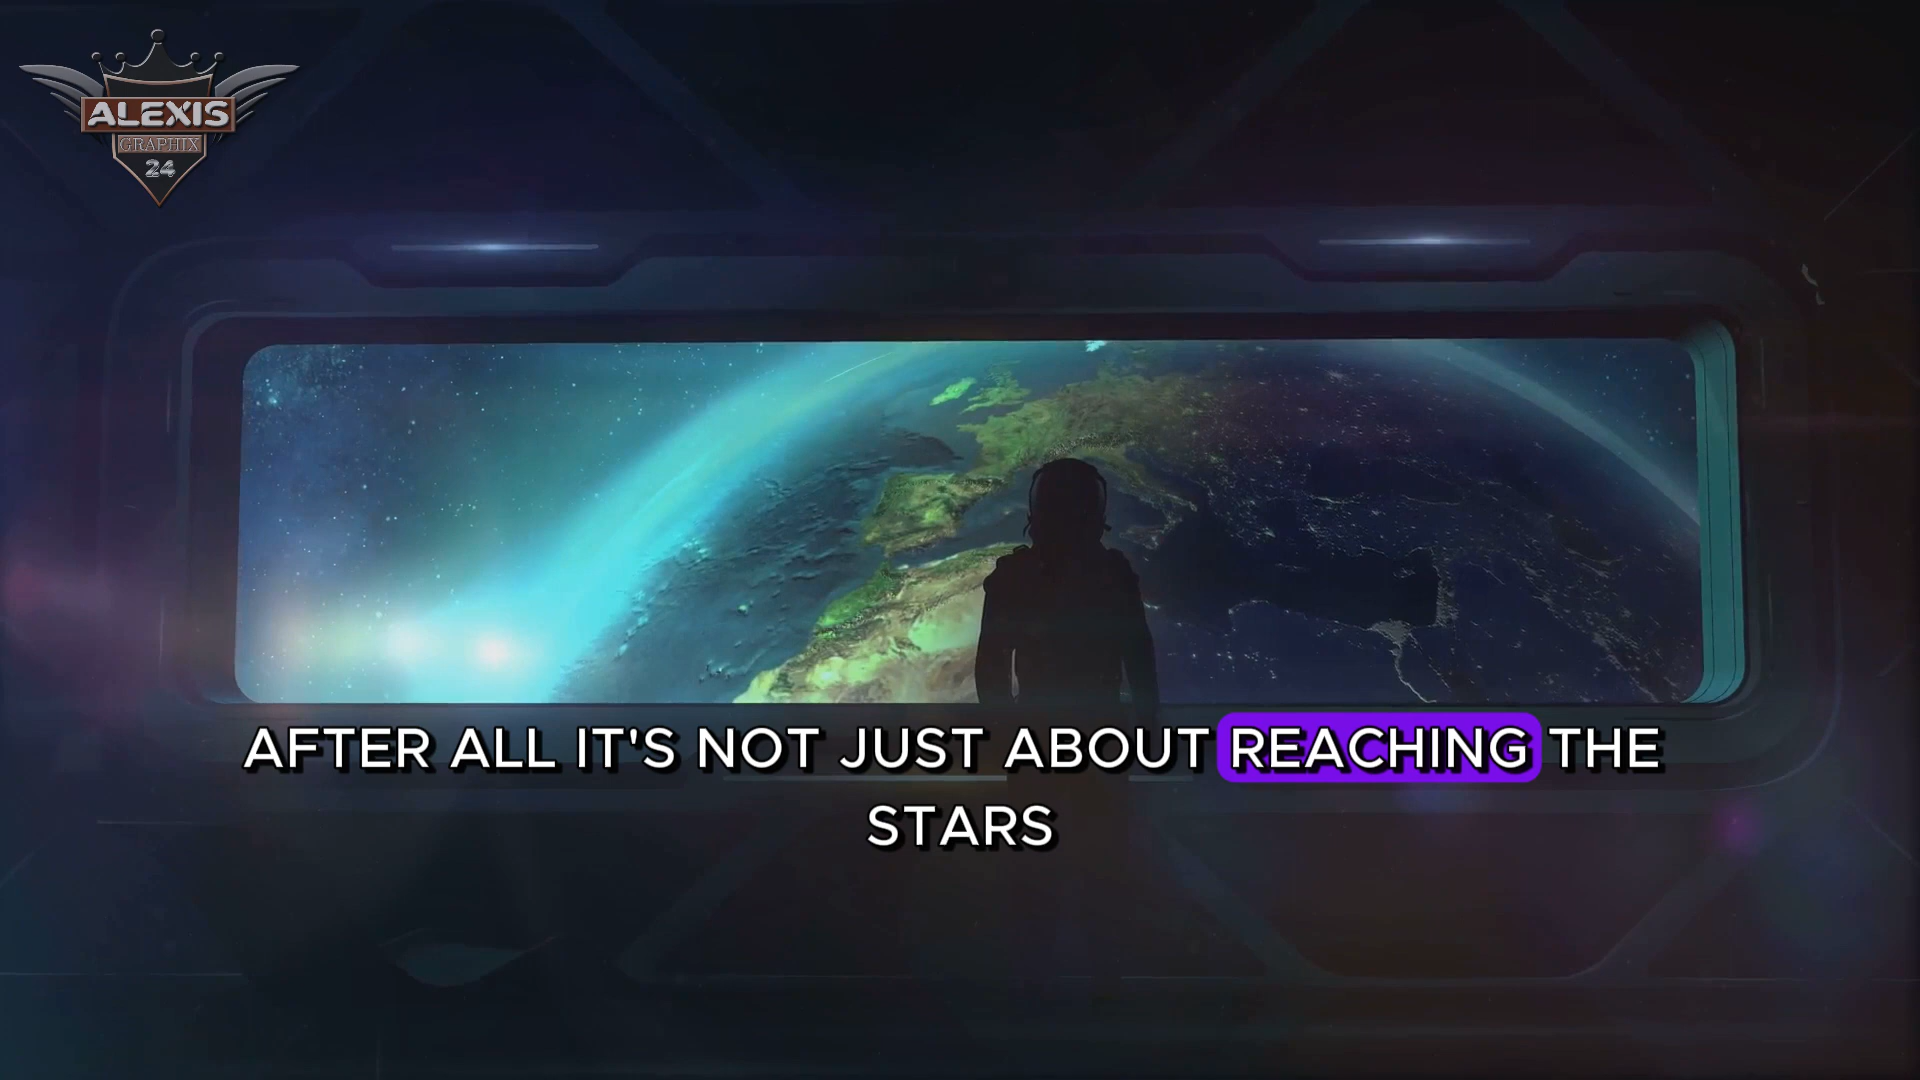 ALEXIS
GRAPHIX
24
AFTER ALL IT'S NOT JUST ABOUT REACHING THE
STARS